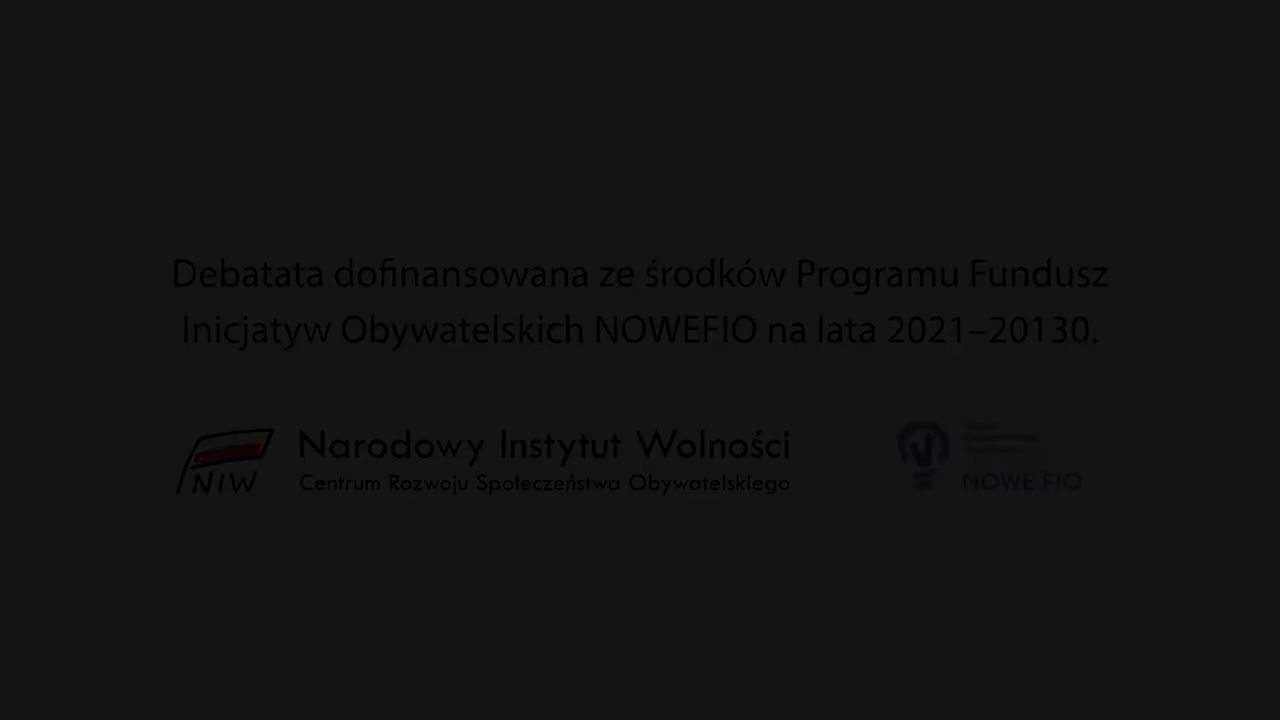 Debatata dofinansowana ze środków Programu Fundusz
Inicjatyw Obywatelskich NOWEFIO na lata 2021–20130.
NIW
Narodowy Instytut Wolności
Centrum Rozwoju Społeczeństwa Obywatelskiego
NOWE FIO